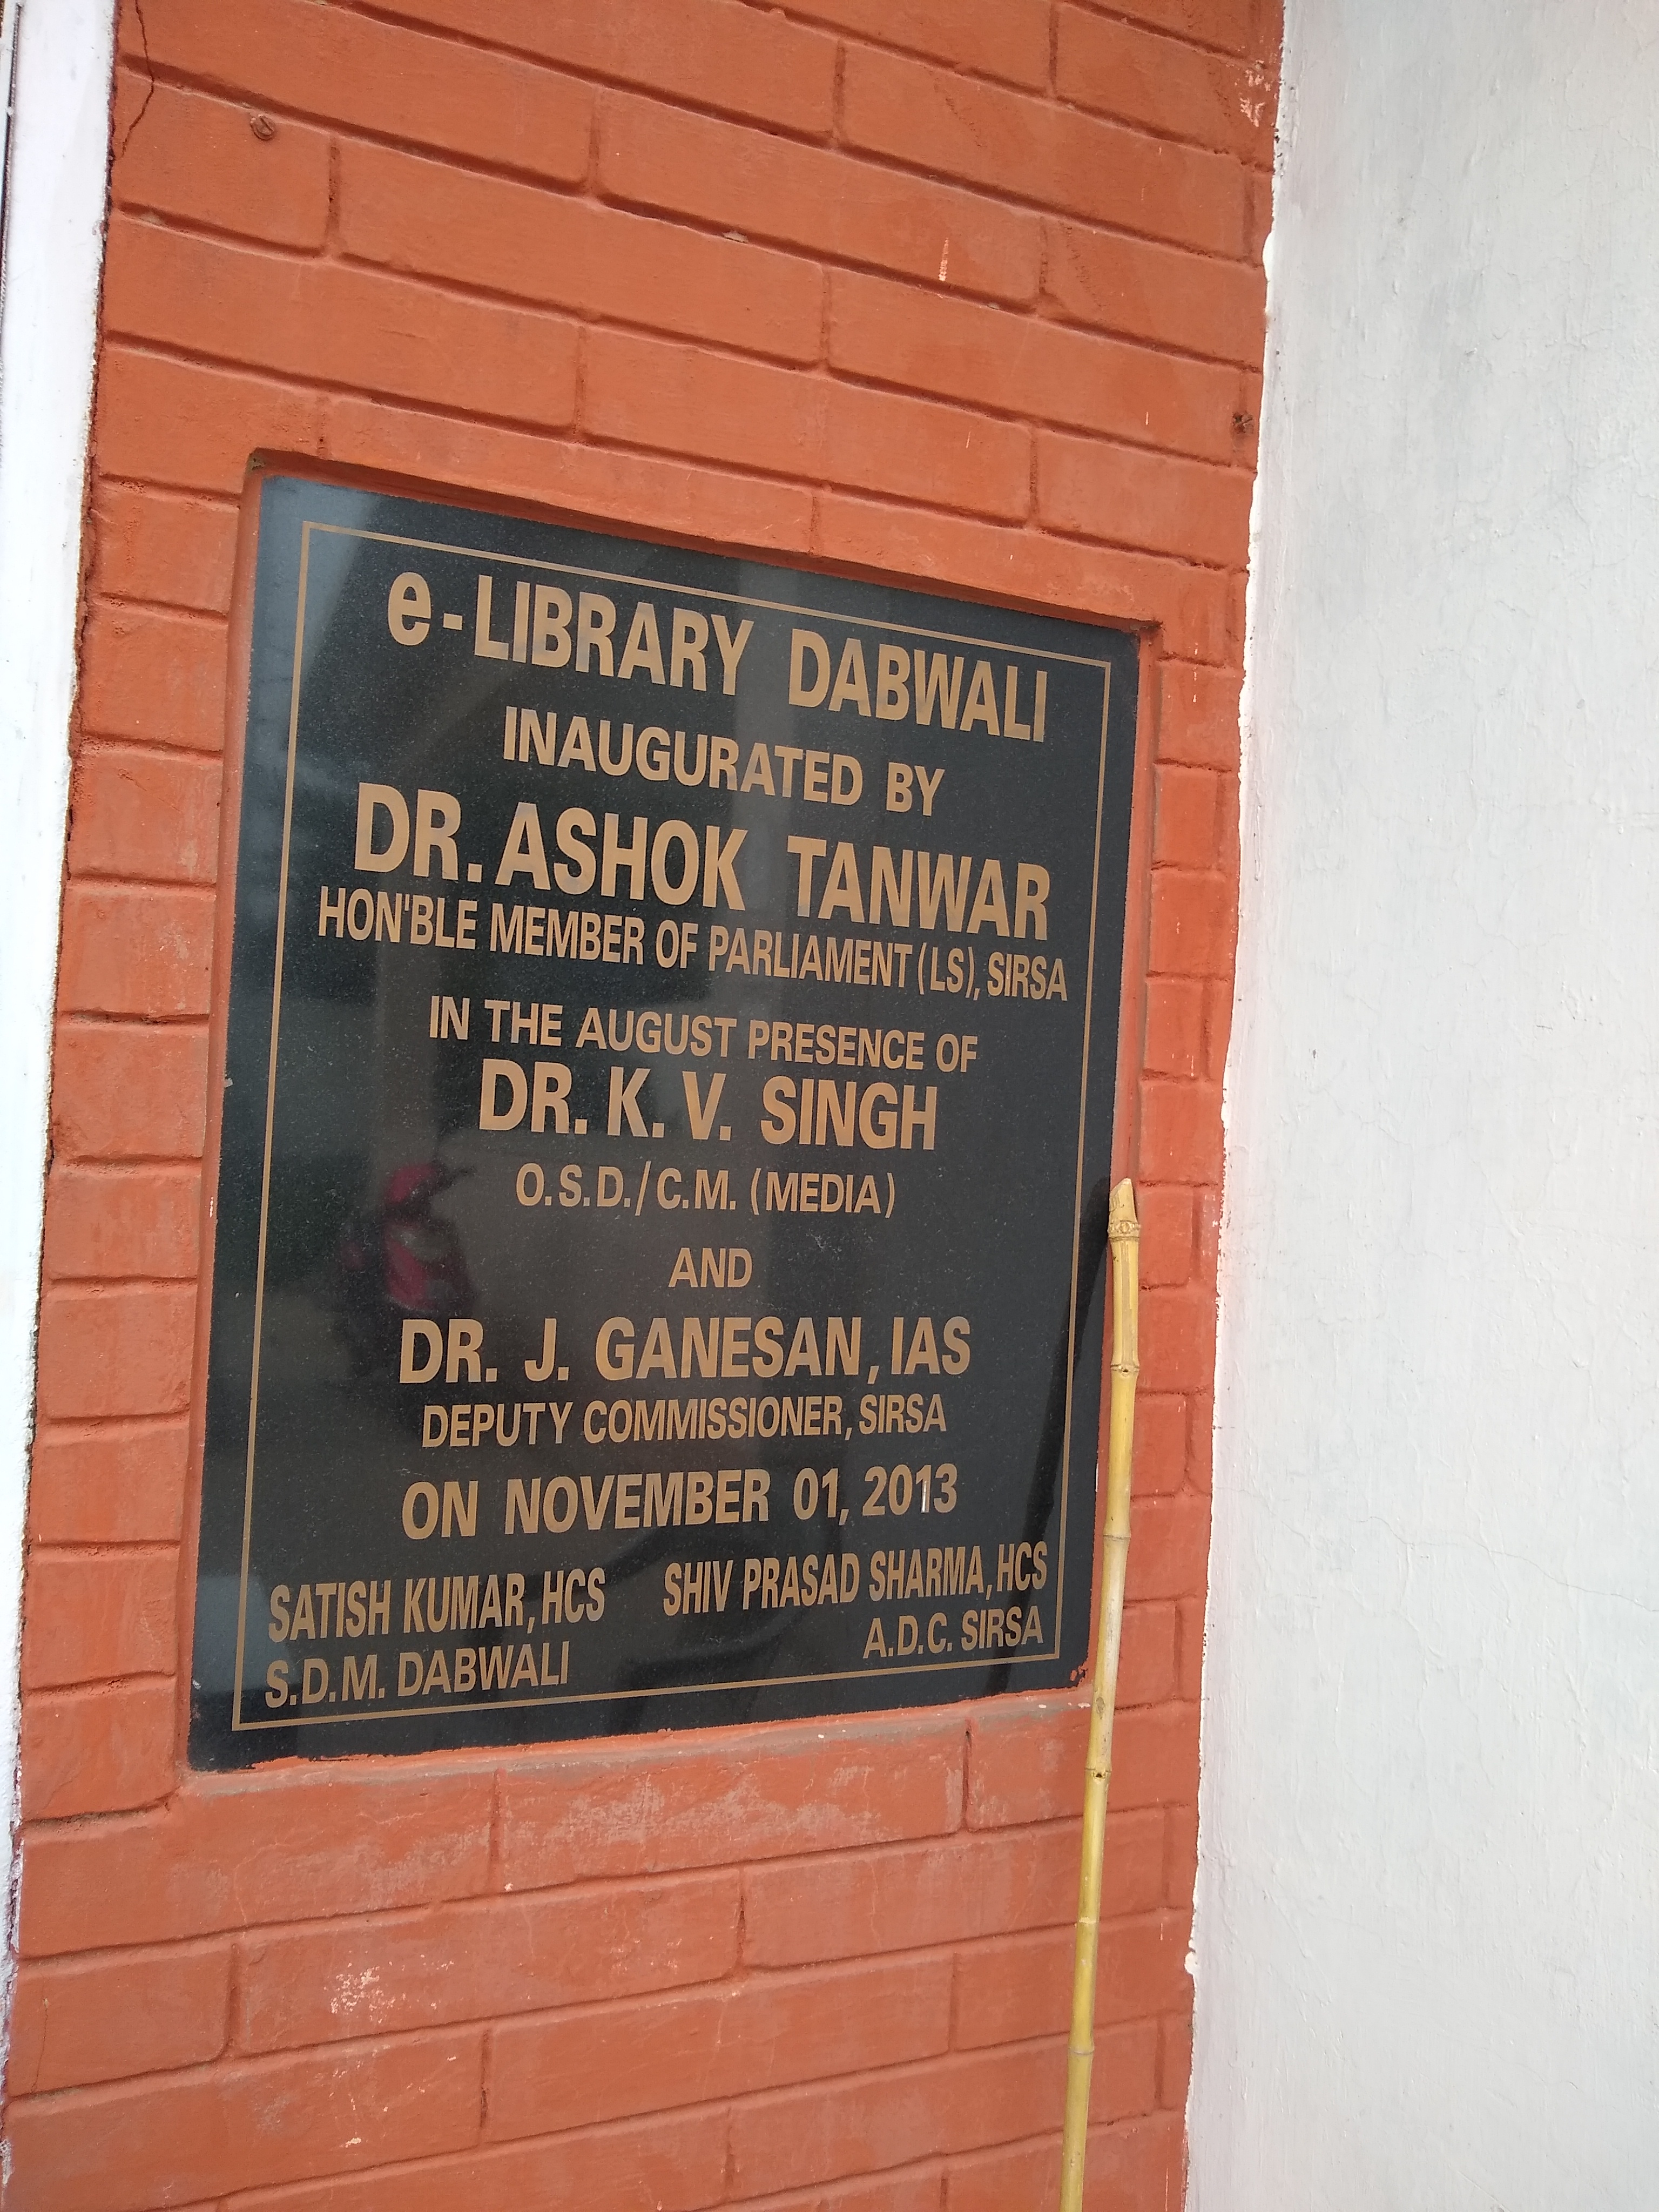 e-LIBRARY DABWALI
INAUGURATED BY
DR. ASHOK TANWAR
HON'BLE MEMBER OF PARLIAMENT (LS), SIRSA
IN THE AUGUST PRESENCE OF
DR. K. V. SINGH
O.S.D./C.M. (MEDIA)
AND
DR. J. GANESAN, IAS
DEPUTY COMMISSIONER, SIRSA
ON NOVEMBER 01, 2013
SATISH KUMAR, HCS SHIV PRASAD SHARMA, HCS
S.D.M. DABWALI A.D.C. SIRSA